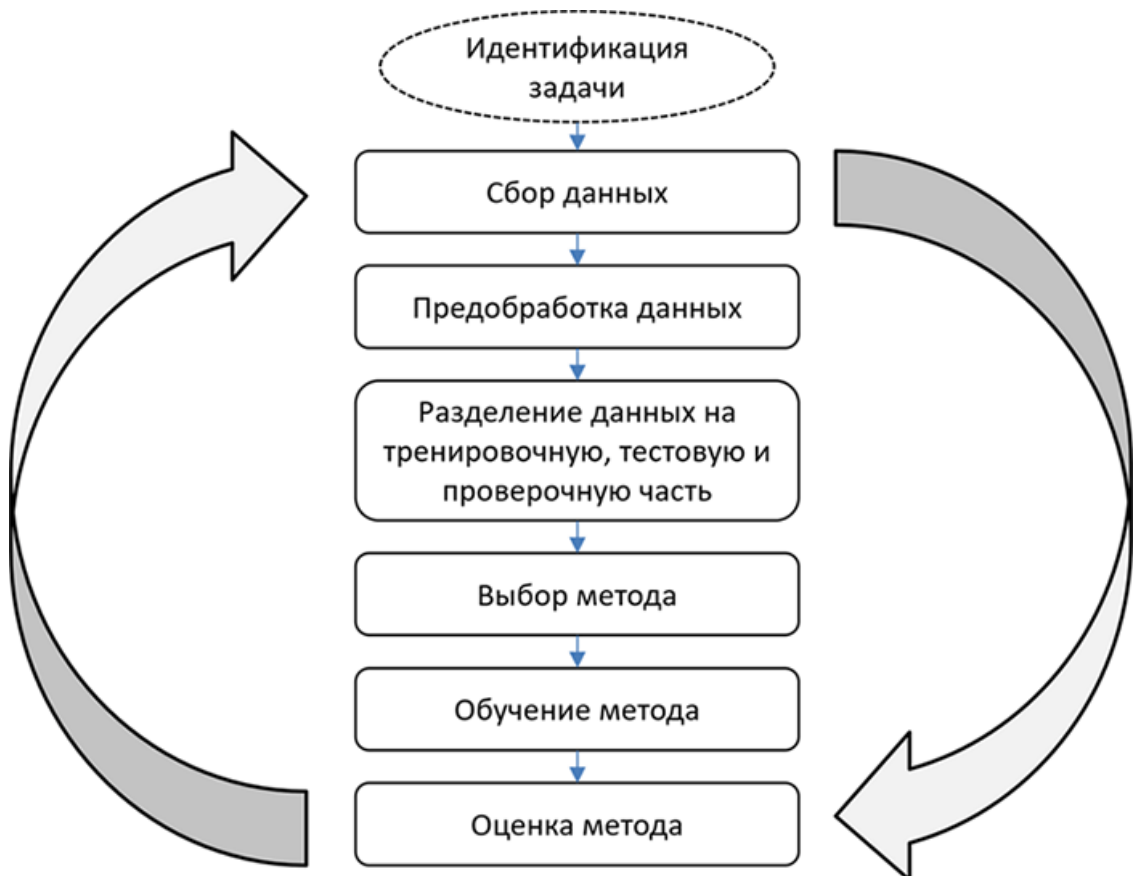 Идентификация
задачи
Сбор данных
Предобработка данных
Разделение данных на
тренировочную, тестовую и
проверочную часть
Выбор метода
Обучение метода
Оценка метода